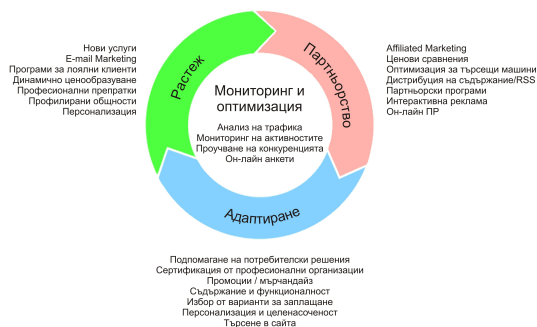 Нови услуги
E-mail Marketing
Програми за лоялни клиенти
Динамично ценообразуване
Професионални препратки
Профилирани общности
Персонализация
Растеж
Партньорство
Affiliated Marketing
Ценови сравнения
Оптимизация за търсещи машини
Дистрибуция на съдържание/RSS
Партньорски програми
Интерактивна реклама
Он-лайн ПР
Мониторинг и
оптимизация
Анализ на трафика
Мониторинг на активностите
Проучване на конкуренцията
Он-лайн анкети
Адаптиране
Подпомагане на потребителски решения
Сертификация от професионални организации
Промоции / мърчандайз
Съдържание и функционалност
Избор от варианти за заплащане
Персонализация и целенасоченост
Търсене в сайта